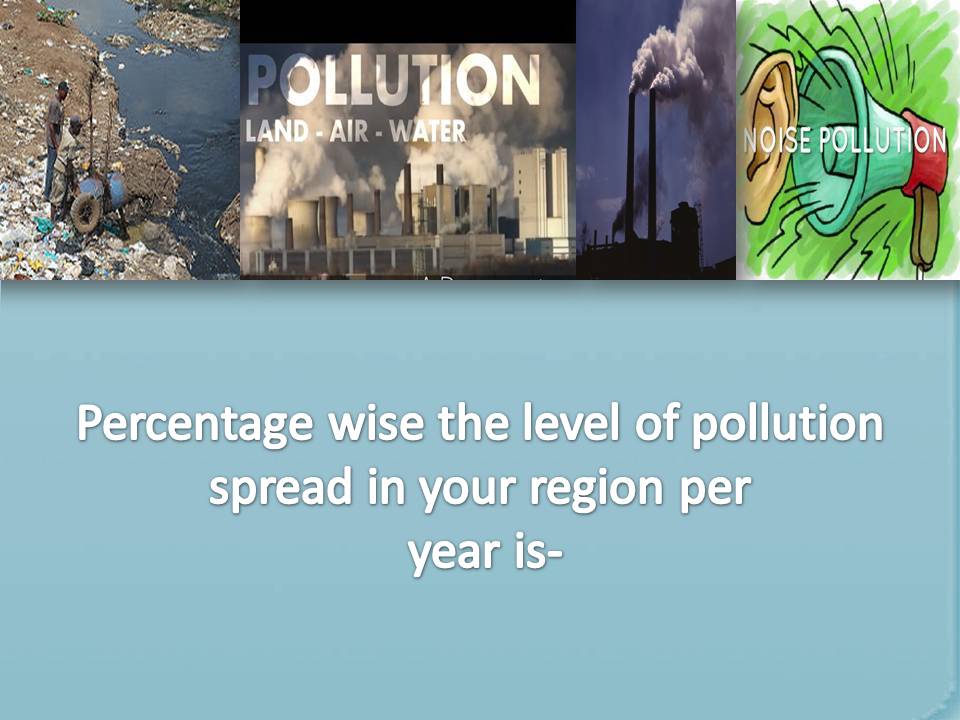 POLLUTION
LAND - AIR - WATER
NOISE POLLUTION
Percentage wise the level of pollution
spread in your region per
year is-